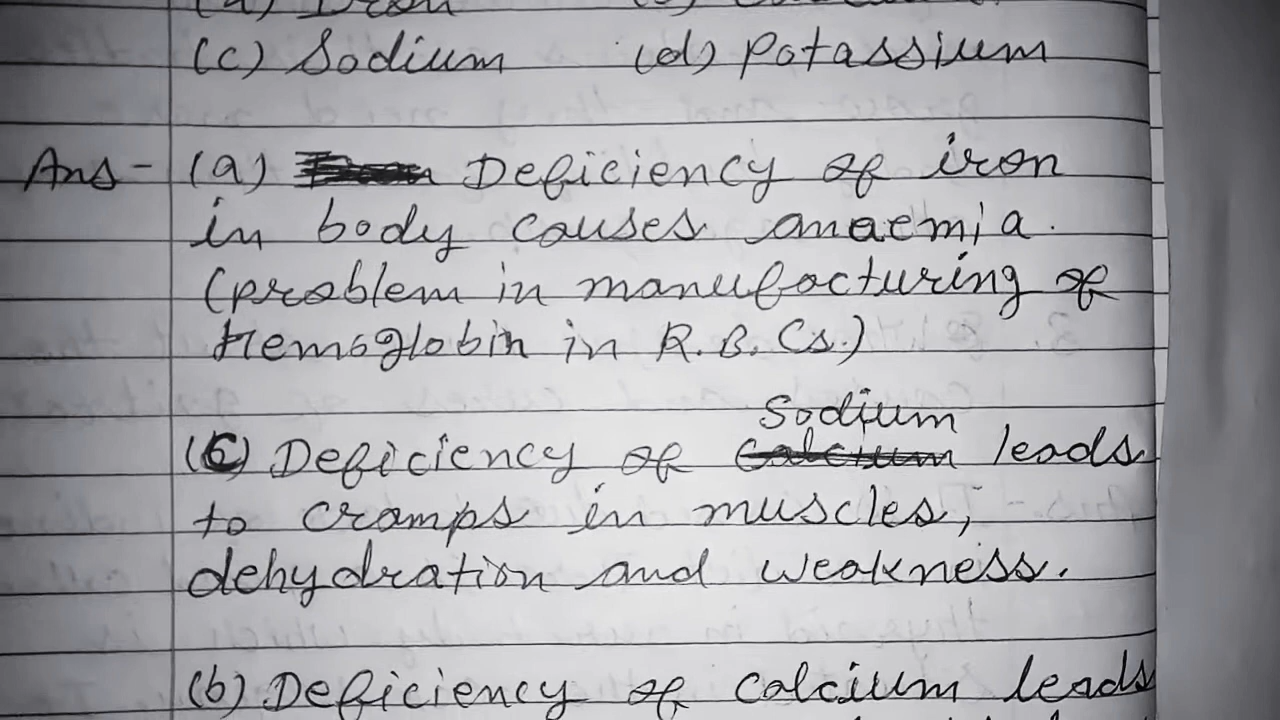 (a) Iron
(c) Sodium (d) Potassium
Ans - (a) Deficiency of iron
in body causes anaemia.
(problem in manufacturing of
Hemoglobin in R.B.Cs.)
Sodium
(c) Deficiency of Calcium leads
to cramps in muscles,
dehydration and weakness.
(b) Deficiency of calcium leads